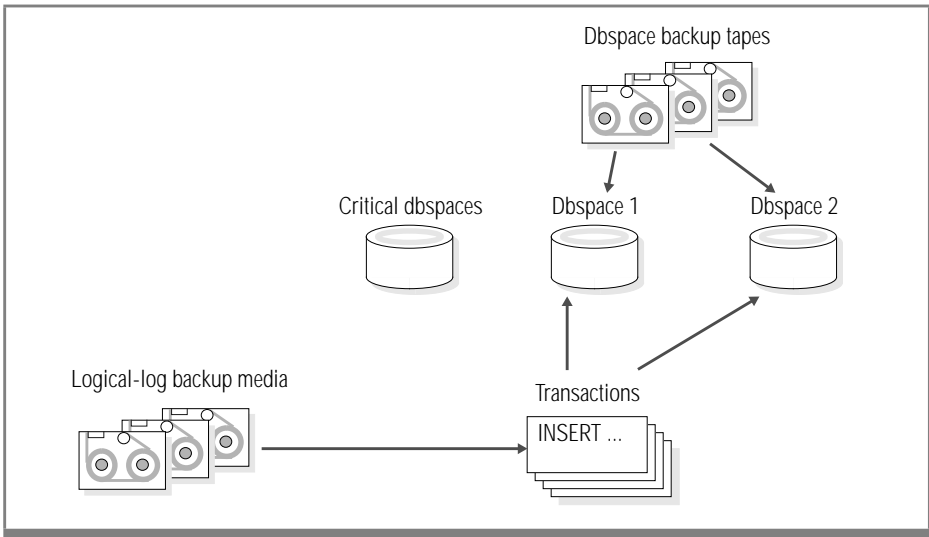 Dbspace backup tapes
Critical dbspaces
Dbspace 1
Dbspace 2
Logical-log backup media
Transactions
INSERT ...